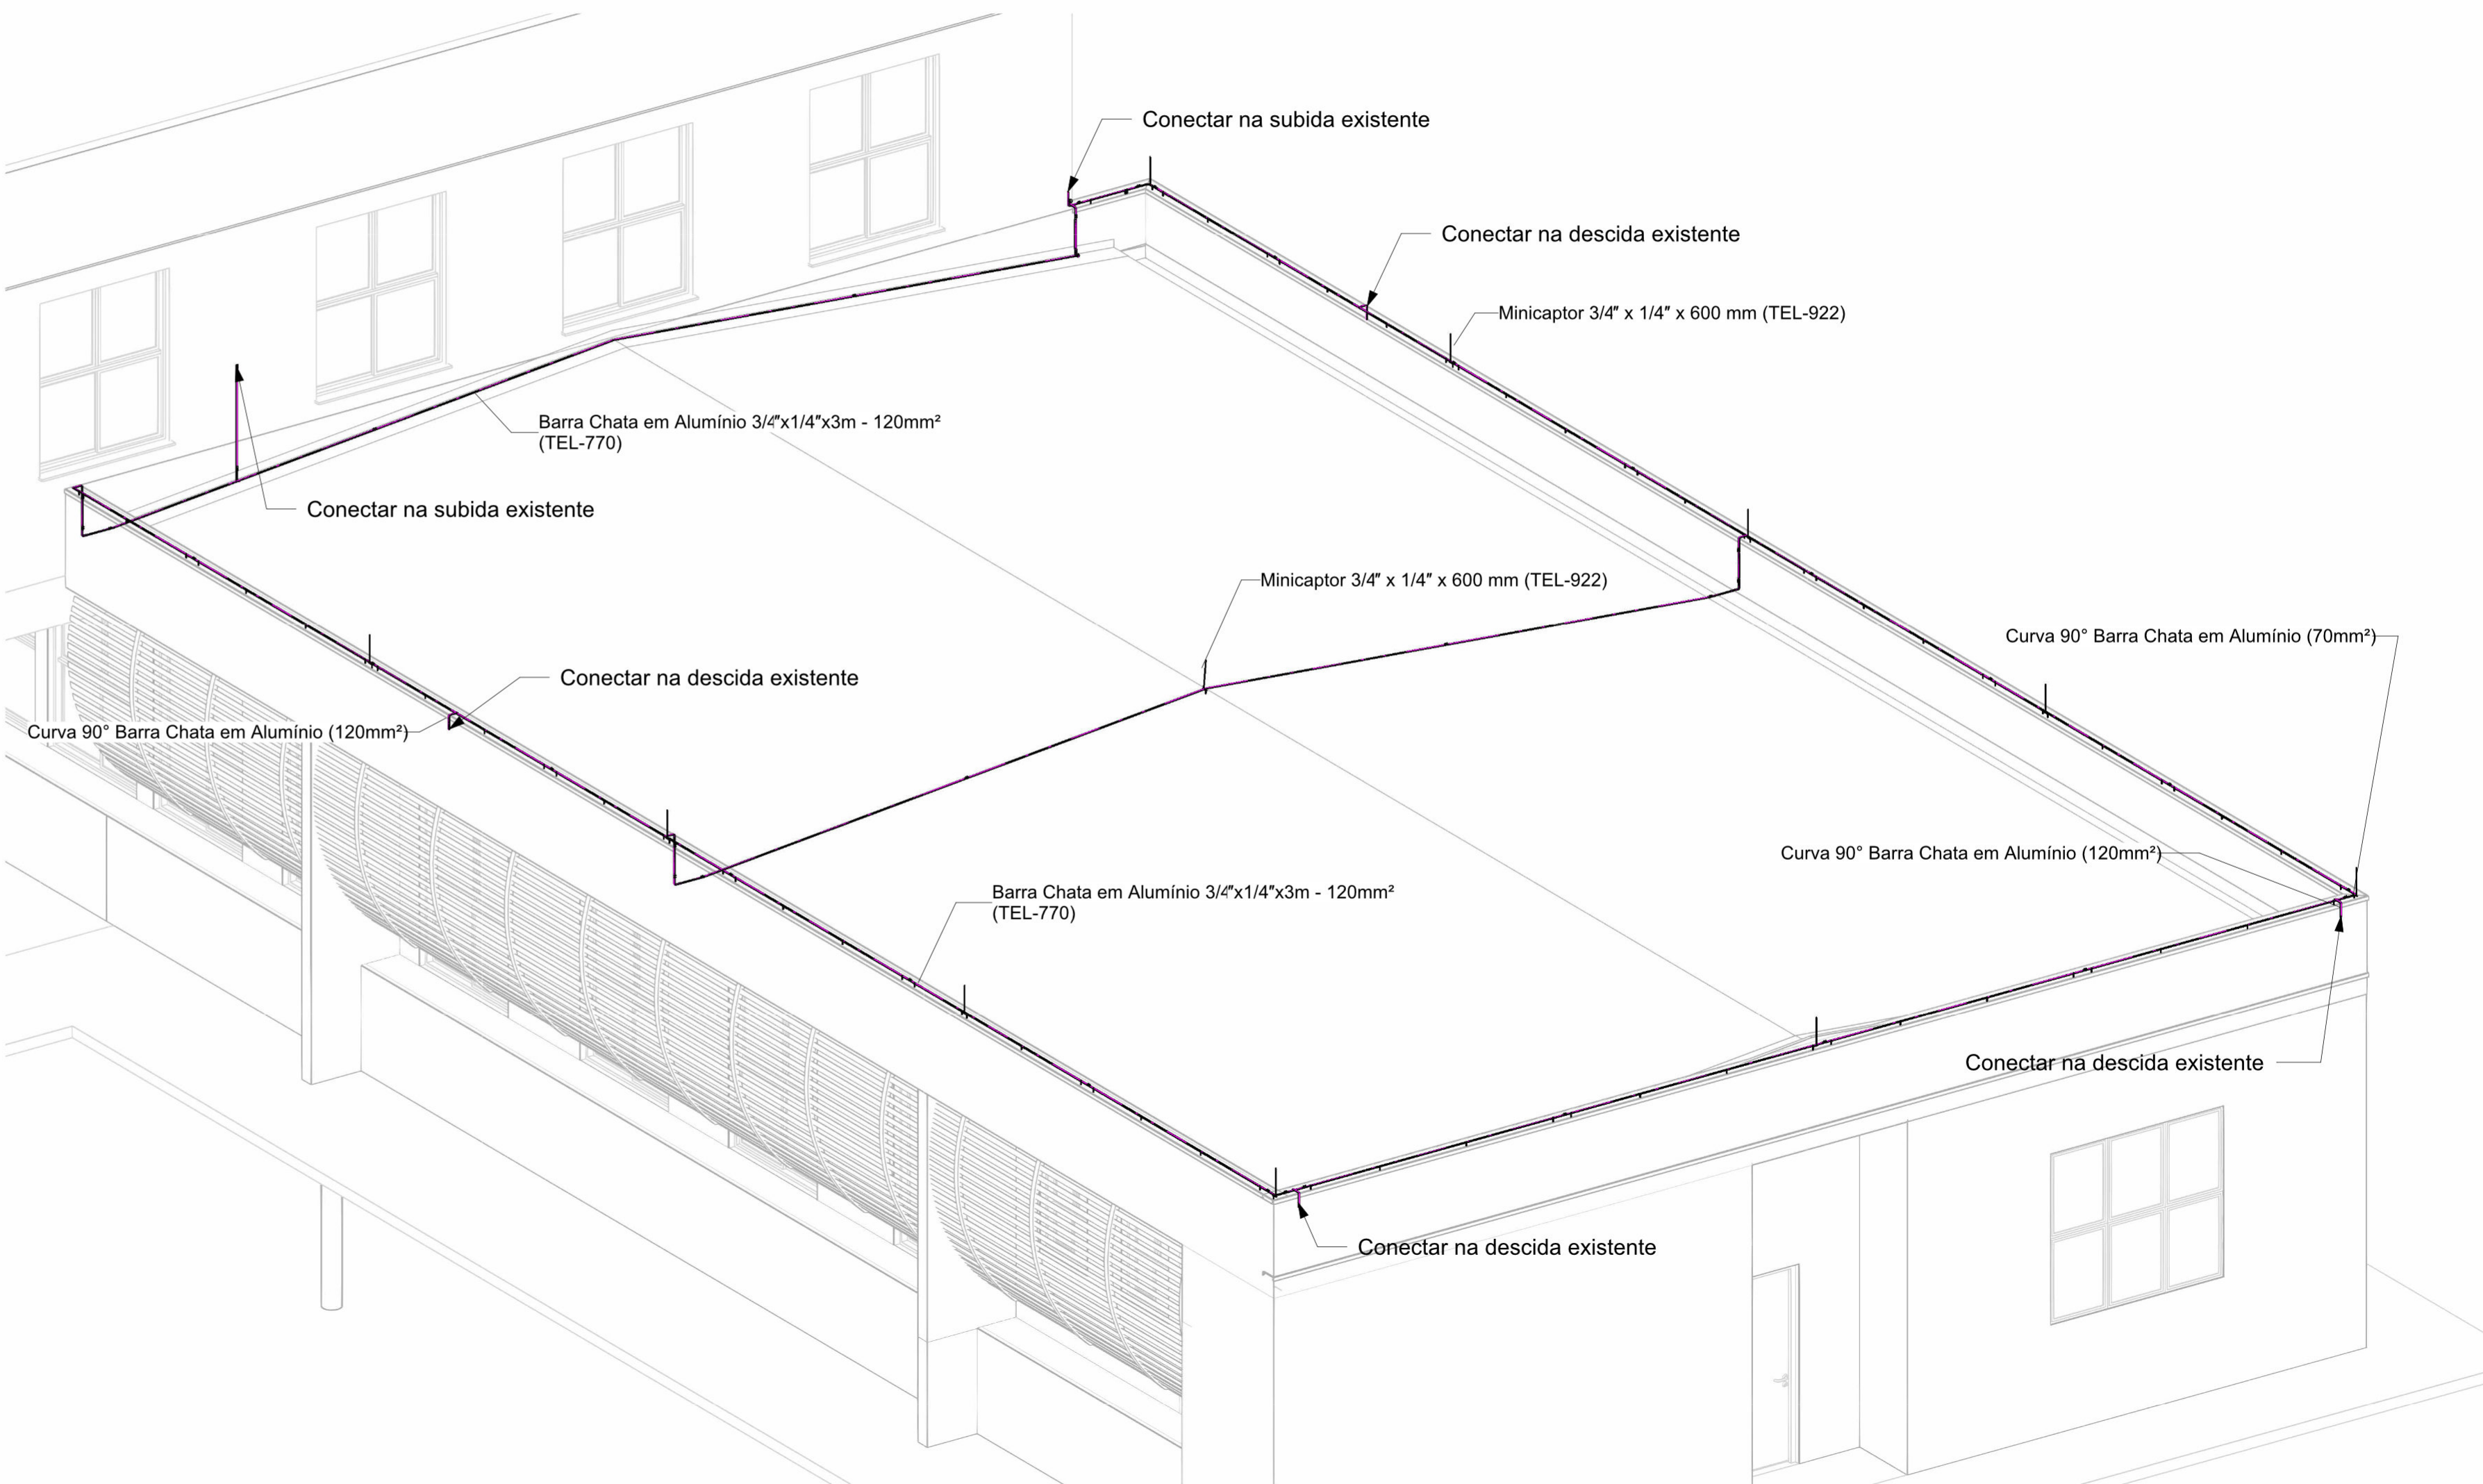 Conectar na subida existente
Conectar na descida existente
Minicaptor 3/4" x 1/4" x 600 mm (TEL-922)
Barra Chata em Alumínio 3/4"x1/4"x3m - 120mm²
(TEL-770)
Conectar na subida existente
Minicaptor 3/4" x 1/4" x 600 mm (TEL-922)
Curva 90° Barra Chata em Alumínio (70mm²)
Conectar na descida existente
Curva 90° Barra Chata em Alumínio (120mm²)
Curva 90° Barra Chata em Alumínio (120mm²)
Barra Chata em Alumínio 3/4"x1/4"x3m - 120mm²
(TEL-770)
Conectar na descida existente
Conectar na descida existente